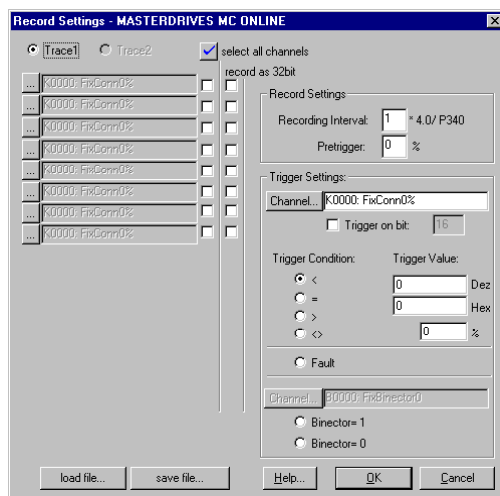 Record Settings - MASTERDRIVES MC ONLINE
Trace1 Trace2 select all channels
record as 32bit
... K0000: FixConn0%
... K0000: FixConn0%
... K0000: FixConn0%
... K0000: FixConn0%
... K0000: FixConn0%
... K0000: FixConn0%
... K0000: FixConn0%
... K0000: FixConn0%
Record Settings
Recording Interval: 1 * 4.0/ P340
Pretrigger: 0 %
Trigger Settings:
Channel... K0000: FixConn0%
Trigger on bit: 16
Trigger Condition: Trigger Value:
< 0 Dez
= 0 Hex
>
<> 0 %
Fault
Channel... B0000: FixBinector0
Binector= 1
Binector= 0
load file... save file... Help... OK Cancel